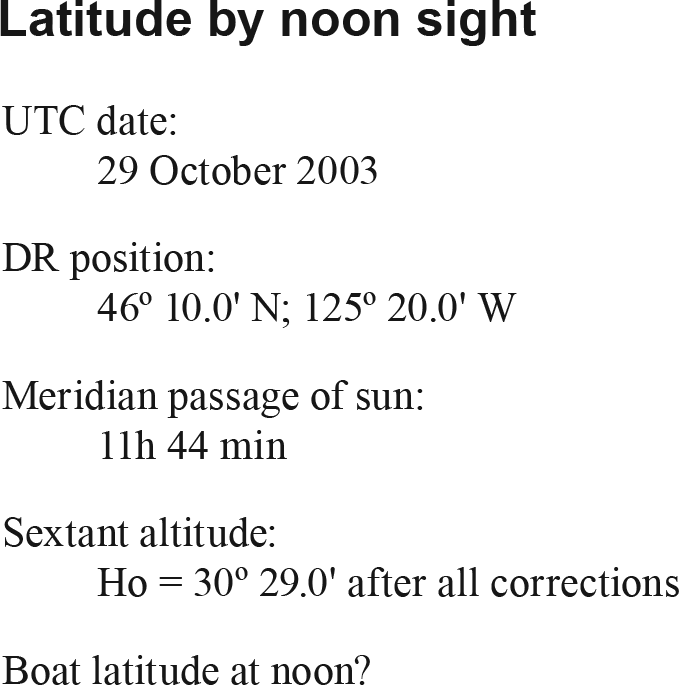 Latitude by noon sight
UTC date:
29 October 2003
DR position:
46º 10.0' N; 125º 20.0' W
Meridian passage of sun:
11h 44 min
Sextant altitude:
Ho = 30º 29.0' after all corrections
Boat latitude at noon?